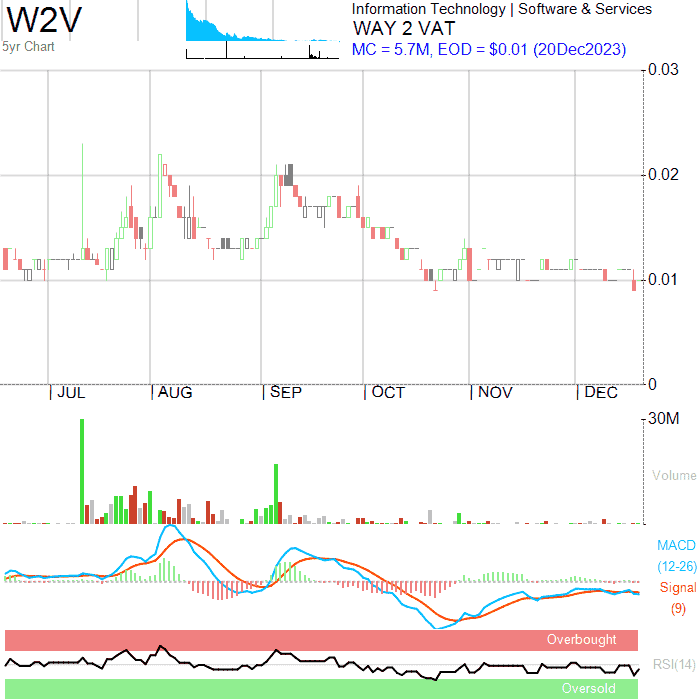 W2V
5yr Chart
Information Technology | Software & Services
WAY 2 VAT
MC = 5.7M, EOD = $0.01 (20Dec2023)
0.03
0.02
0.01
0
JUL AUG SEP OCT NOV DEC
30M
Volume
MACD
(12-26)
Signal
(9)
Overbought
RSI(14)
Oversold